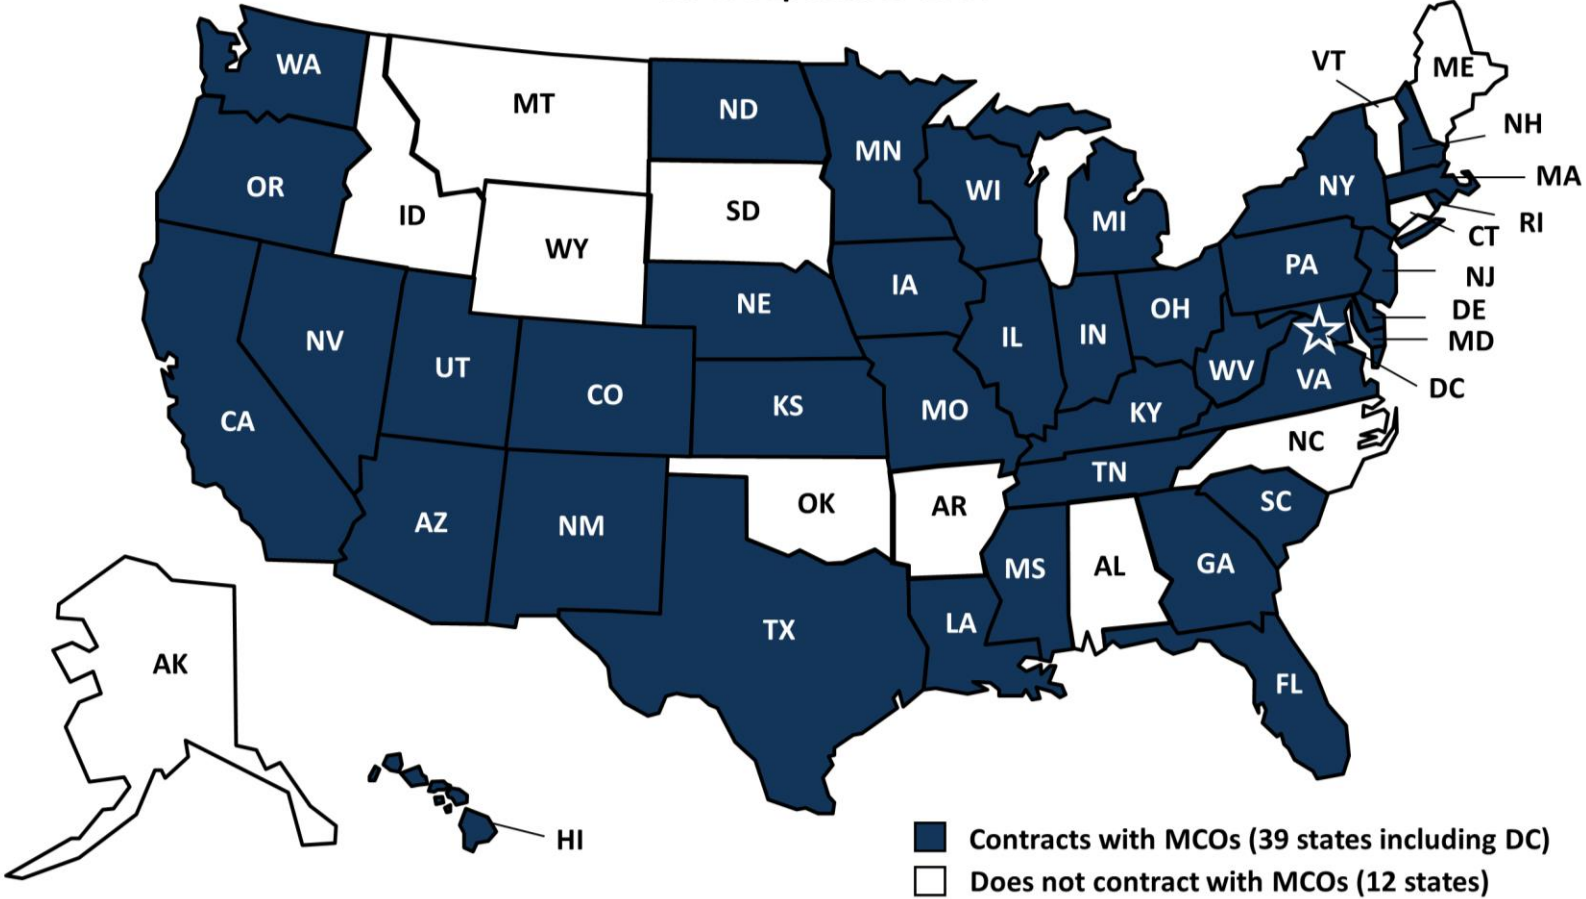 WA
MT
ND
MN
VT
ME
NH
OR
ID
SD
WI
MI
NY
MA
WY
RI
CT
PA
NJ
IA
NE
OH
DE
IL
IN
MD
NV
UT
WV
VA
DC
CO
KS
MO
KY
CA
NC
TN
OK
AR
SC
AZ
NM
MS
AL
GA
LA
TX
AK
FL
HI
Contracts with MCOs (39 states including DC)
Does not contract with MCOs (12 states)